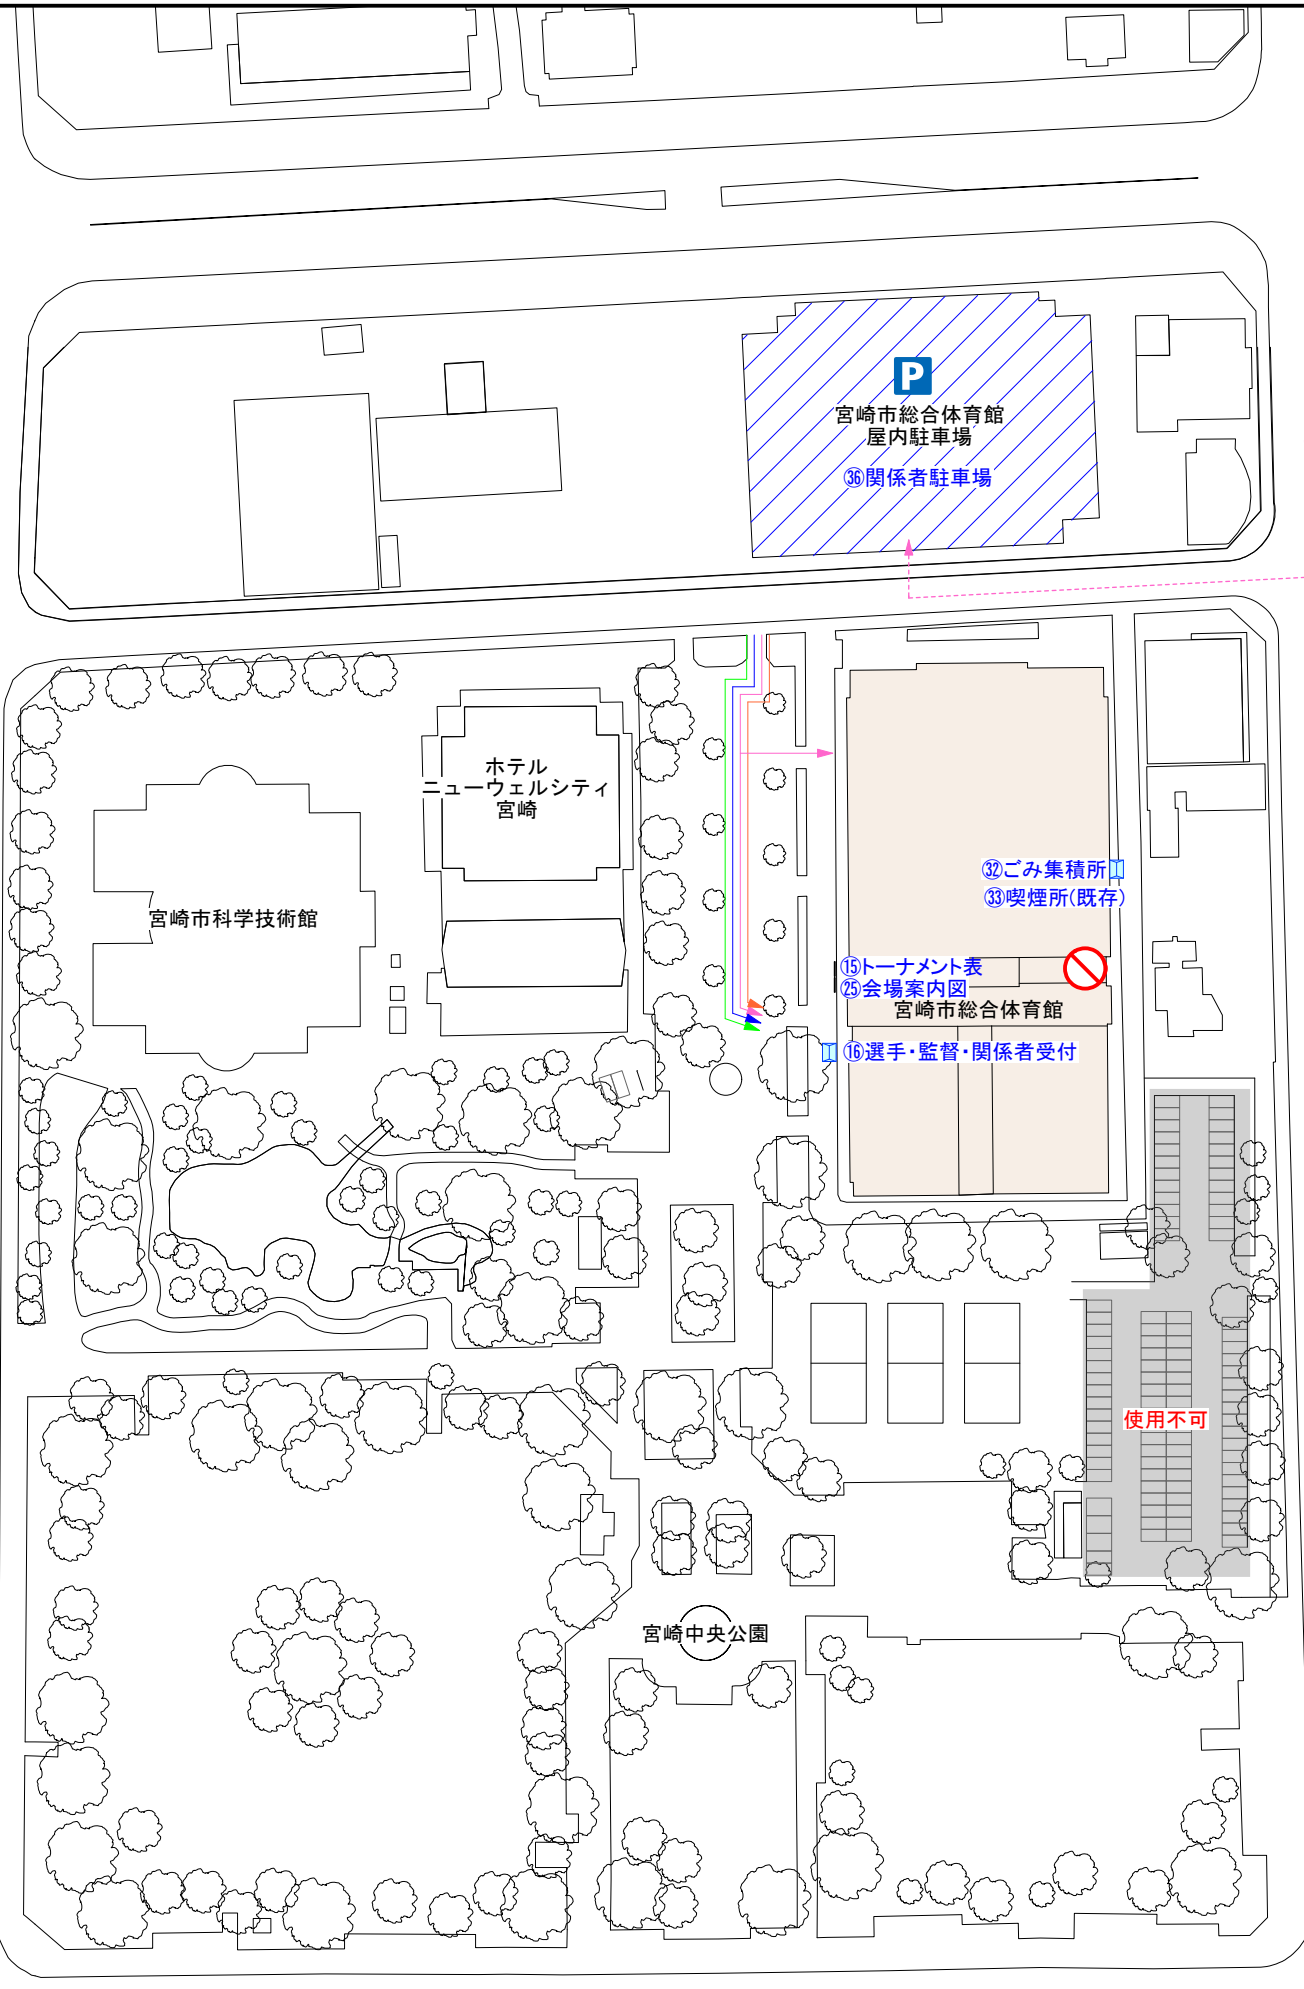 P
宮崎市総合体育館
屋内駐車場
㊱関係者駐車場
ホテル
ニューウェルシティ
宮崎
㉜ごみ集積所
㉝喫煙所(既存)
宮崎市科学技術館
⑮トーナメント表
㉕会場案内図
宮崎市総合体育館
⑯選手・監督・関係者受付
使用不可
宮崎中央公園